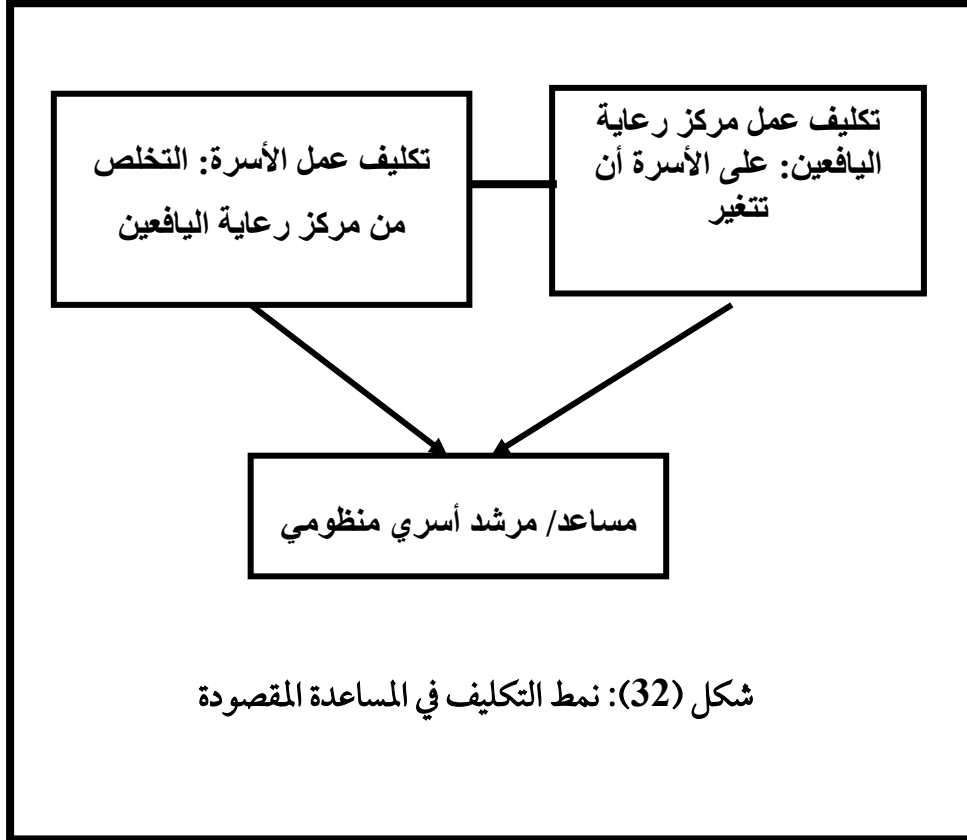 تكليف عمل مركز رعاية
اليافعين: على الأسرة أن
تتغير
تكليف عمل الأسرة: التخلص
من مركز رعاية اليافعين
مساعد/ مرشد أسري منظومي
شكل (32): نمط التكليف في المساعدة المقصودة